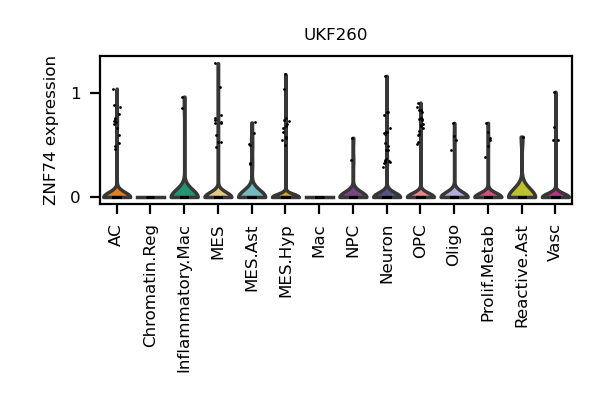 UKF260
ZNF74 expression
1
0
AC
Chromatin.Reg
Inflammatory.Mac
MES
MES.Ast
MES.Hyp
Mac
NPC
Neuron
OPC
Oligo
Prolif.Metab
Reactive.Ast
Vasc